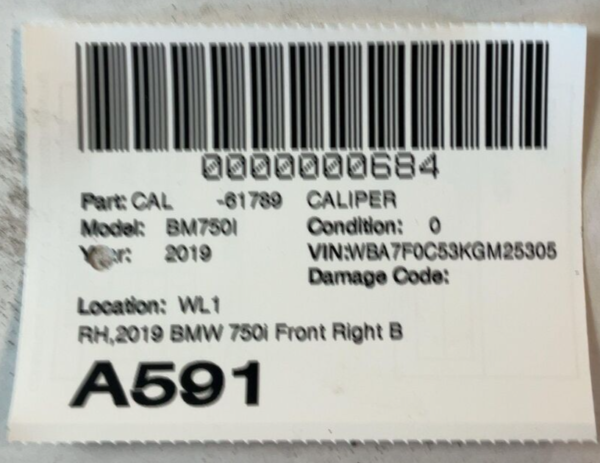 0000000684
Part: CAL -61789 CALIPER
Model: BM750I Condition: 0
2019 VIN:WBA7F0C53KGM25305
Damage Code:
Location: WL1
RH,2019 BMW 750i Front Right B
A591